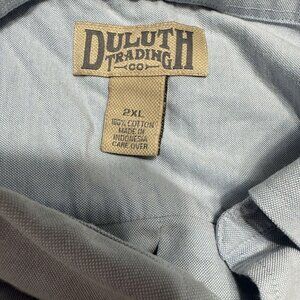 DULUTH
TRADING
CO
2XL
100% COTTON
MADE IN
INDONESIA
CARE OVER